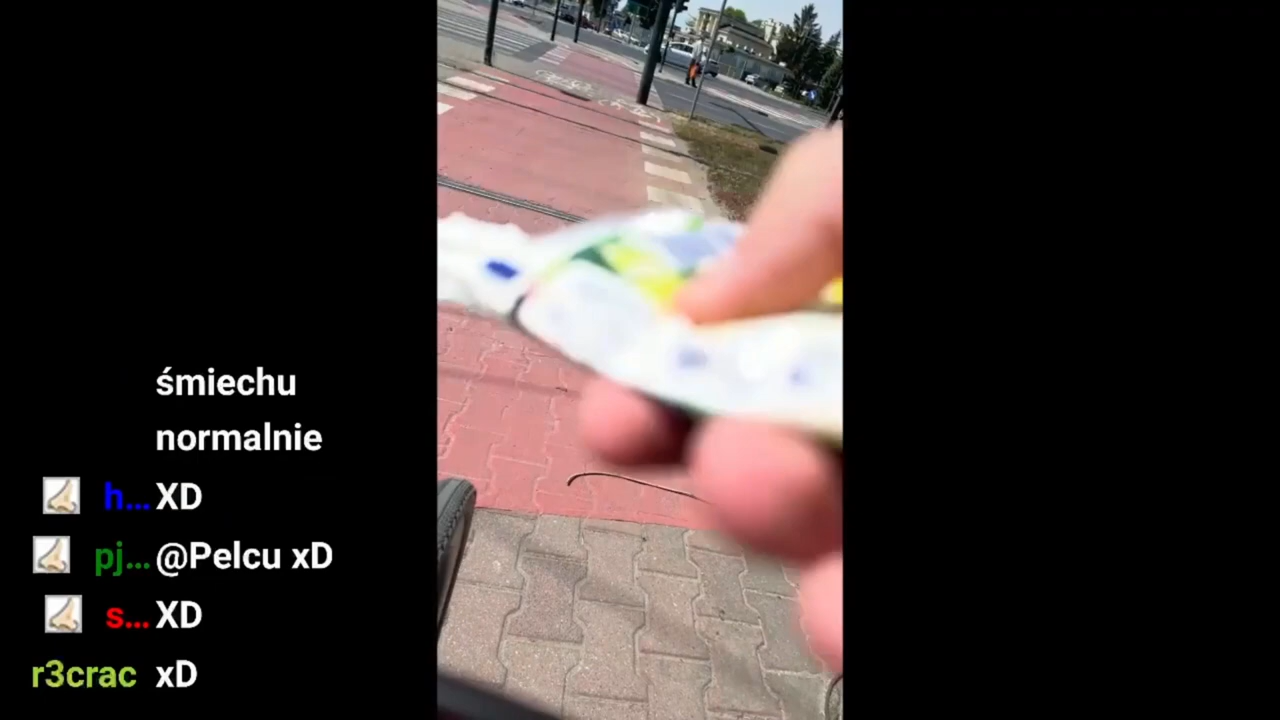 śmiechu
normalnie
h... XD
pj... @Pelcu xD
s... XD
r3crac xD